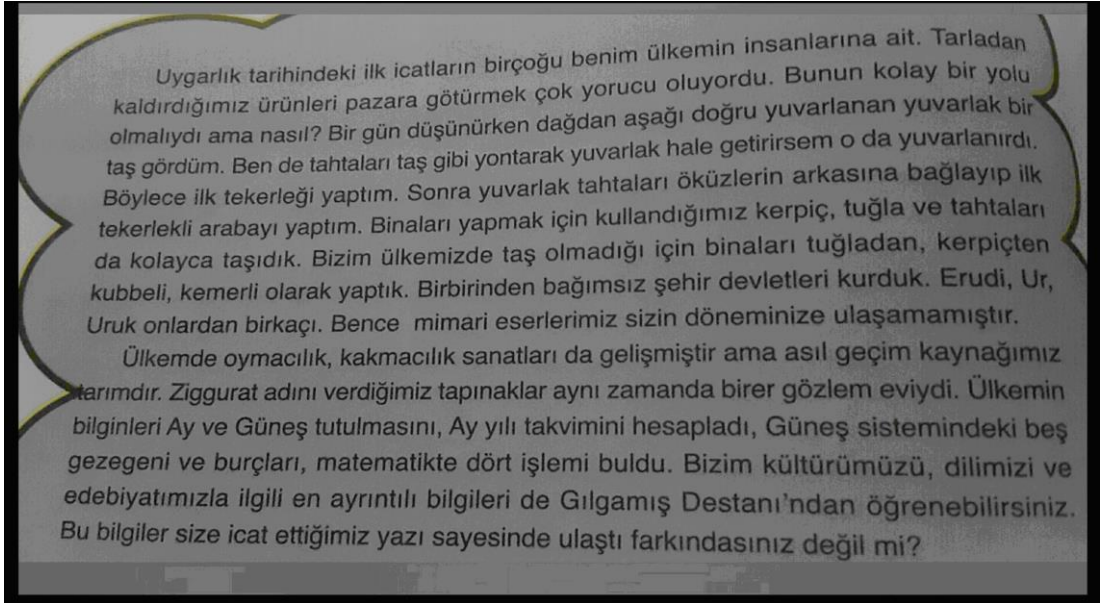 Uygarlık tarihindeki ilk icatların birçoğu benim ülkemin insanlarına ait. Tarladan
kaldırdığımız ürünleri pazara götürmek çok yorucu oluyordu. Bunun kolay bir yolu
olmalıydı ama nasıl? Bir gün düşünürken dağdan aşağı doğru yuvarlanan yuvarlak bir
taş gördüm. Ben de tahtaları taş gibi yontarak yuvarlak hale getirirsem o da yuvarlanırdı.
Böylece ilk tekerleği yaptım. Sonra yuvarlak tahtaları öküzlerin arkasına bağlayıp ilk
tekerlekli arabayı yaptım. Binaları yapmak için kullandığımız kerpiç, tuğla ve tahtaları
da kolayca taşıdık. Bizim ülkemizde taş olmadığı için binaları tuğladan, kerpiçten
kubbeli, kemerli olarak yaptık. Birbirinden bağımsız şehir devletleri kurduk. Erudi, Ur,
Uruk onlardan birkaçı. Bence mimari eserlerimiz sizin döneminize ulaşamamıştır.
Ülkemde oymacılık, kakmacılık sanatları da gelişmiştir ama asıl geçim kaynağımız
tarımdır. Ziggurat adını verdiğimiz tapınaklar aynı zamanda birer gözlem eviydi. Ülkemin
bilginleri Ay ve Güneş tutulmasını, Ay yılı takvimini hesapladı, Güneş sistemindeki beş
gezegeni ve burçları, matematikte dört işlemi buldu. Bizim kültürümüzü, dilimizi ve
edebiyatımızla ilgili en ayrıntılı bilgileri de Gılgamış Destanı'ndan öğrenebilirsiniz.
Bu bilgiler size icat ettiğimiz yazı sayesinde ulaştı farkındasınız değil mi?